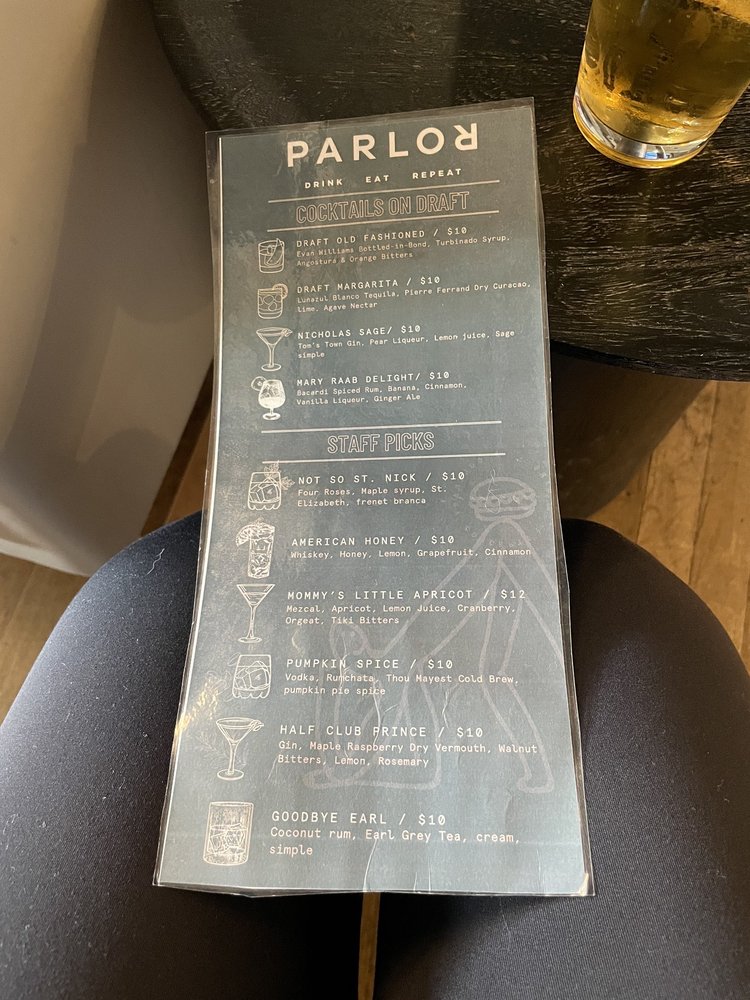 PARLOR
DRINK EAT REPEAT
COCKTAILS ON DRAFT
DRAFT OLD FASHIONED / $10
Evan Williams Bottled-in-Bond, Turbinado Syrup,
Angostura & Orange Bitters
DRAFT MARGARITA / $10
Lunazul Blanco Tequila, Pierre Ferrand Dry Curacao,
lime, Agave Nectar
NICHOLAS SAGE/ $10
Tom's Town Gin, Pear Liqueur, Lemon juice, Sage
simple
MARY RAAB DELIGHT/ $10
Bacardi Spiced Rum, Banana, Cinnamon,
Vanilla Liqueur, Ginger Ale
STAFF PICKS
NOT SO ST. NICK / $10
Four Roses, Maple syrup, St.
Elizabeth, frenet branca
AMERICAN HONEY / $10
Whiskey, Honey, Lemon, Grapefruit, Cinnamon
MOMMY'S LITTLE APRICOT / $12
Mezcal, Apricot, Lemon Juice, Cranberry,
Orgeat, Tiki Bitters
PUMPKIN SPICE / $10
Vodka, Rumchata, Thou Mayest Cold Brew,
pumpkin pie spice
HALF CLUB PRINCE / $10
Gin, Maple Raspberry Dry Vermouth, Walnut
Bitters, Lemon, Rosemary
GOODBYE EARL / $10
Coconut rum, Earl Grey Tea, cream,
simple